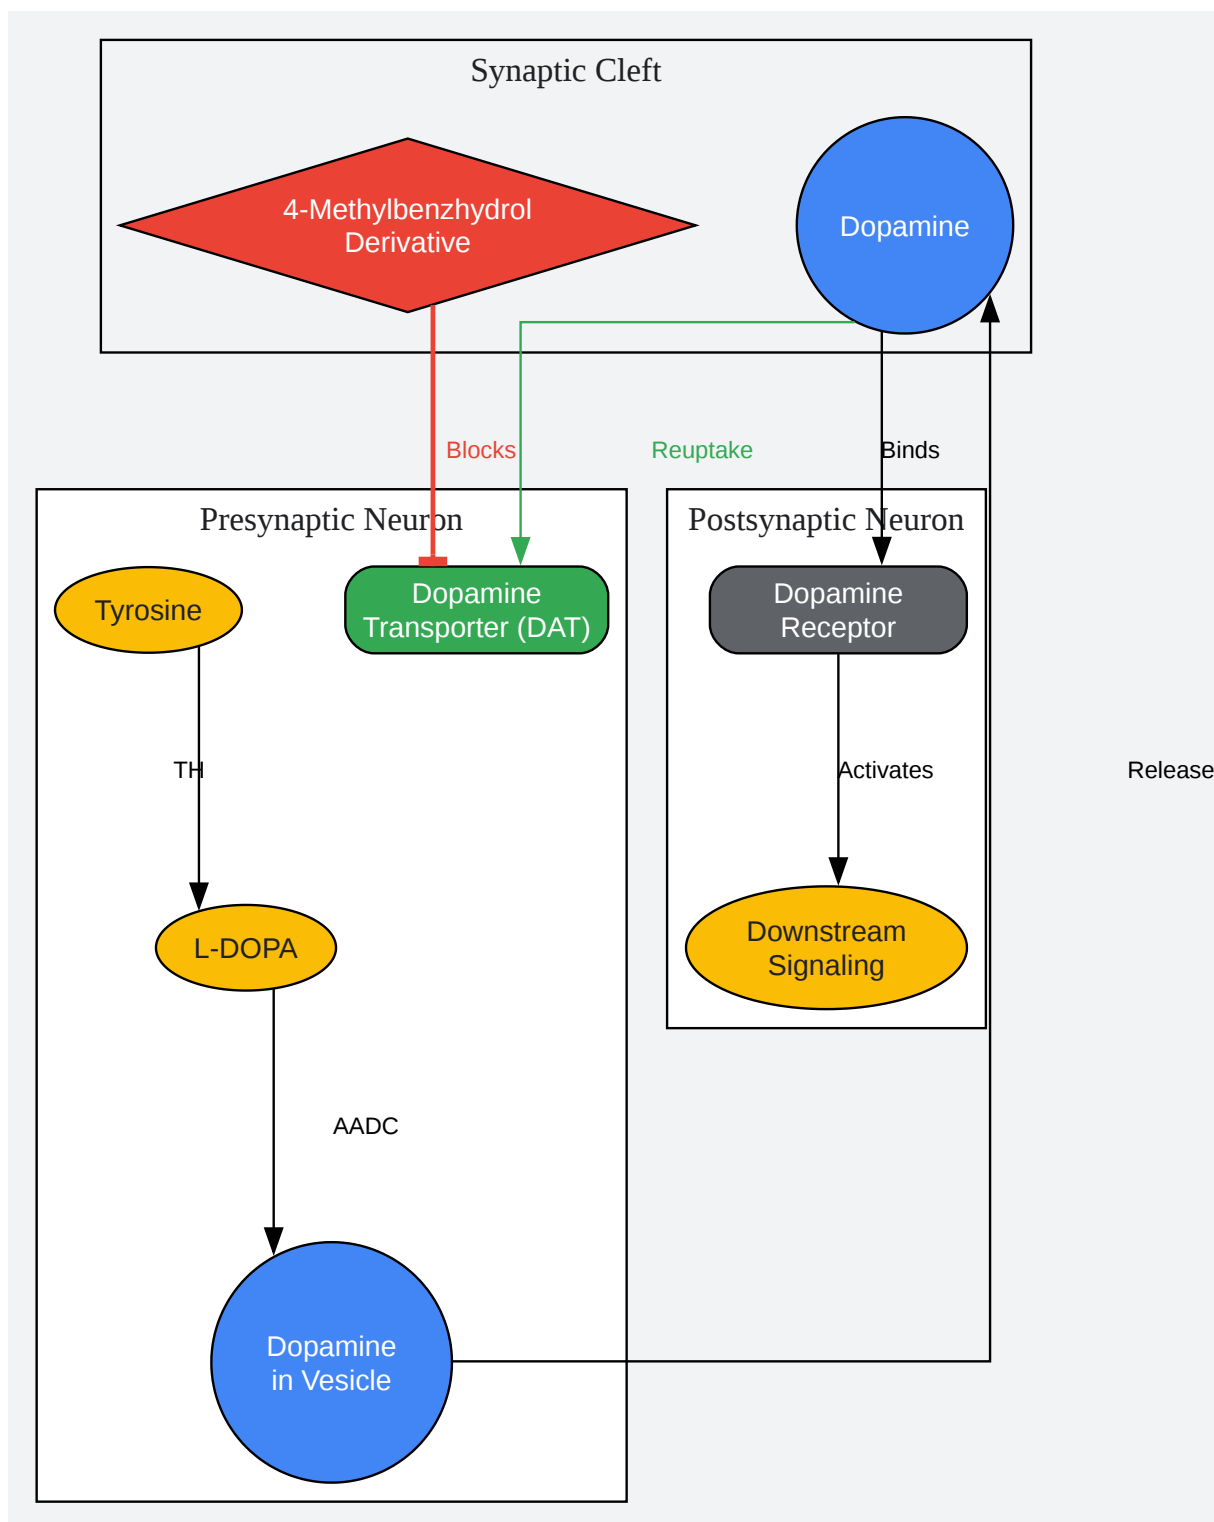 Synaptic Cleft
4-Methylbenzhydrol
Derivative
Dopamine
Blocks
Reuptake
Binds
Presynaptic Neuron
Postsynaptic Neuron
Tyrosine
Dopamine
Transporter (DAT)
Dopamine
Receptor
TH
Activates
Release
L-DOPA
Downstream
Signaling
AADC
Dopamine
in Vesicle